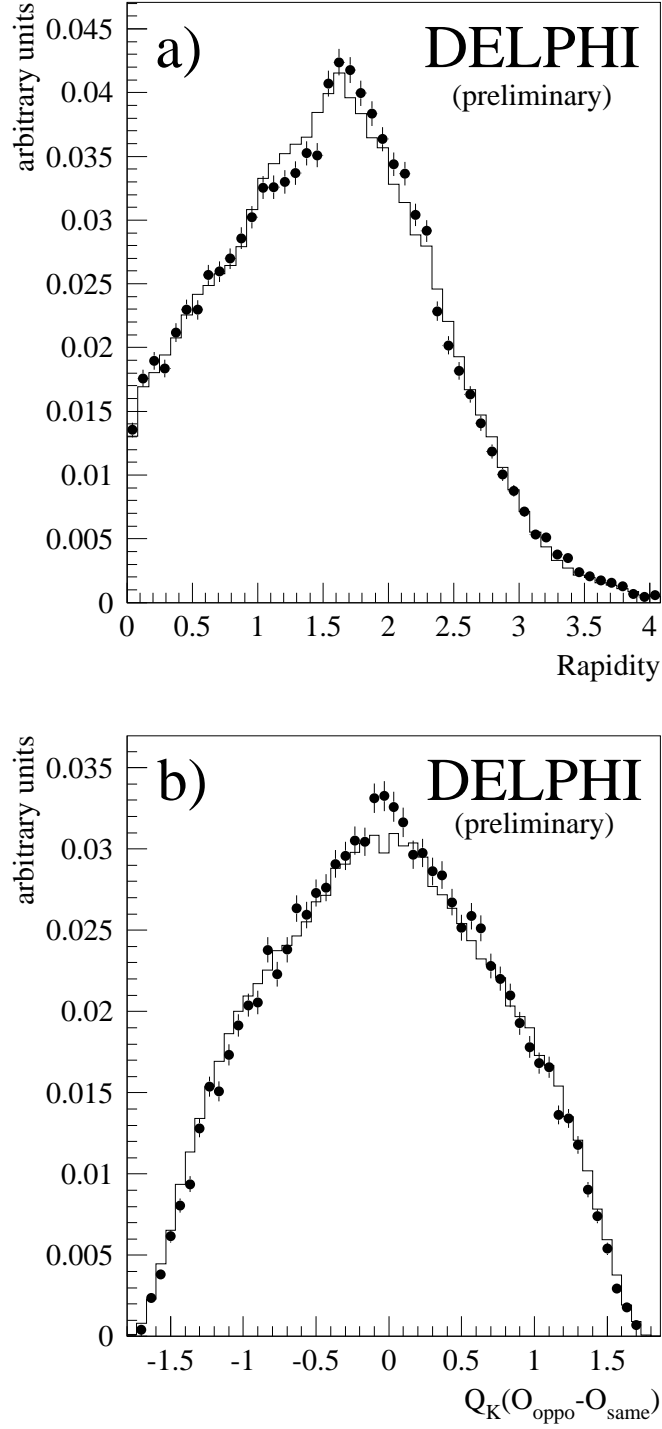 a)
DELPHI
(preliminary)
arbitrary units
0.045
0.04
0.035
0.03
0.025
0.02
0.015
0.01
0.005
0
0 0.5 1 1.5 2 2.5 3 3.5 4
Rapidity
b)
DELPHI
(preliminary)
arbitrary units
0.035
0.03
0.025
0.02
0.015
0.01
0.005
0
-1.5 -1 -0.5 0 0.5 1 1.5
Q_K(O_oppo-O_same)